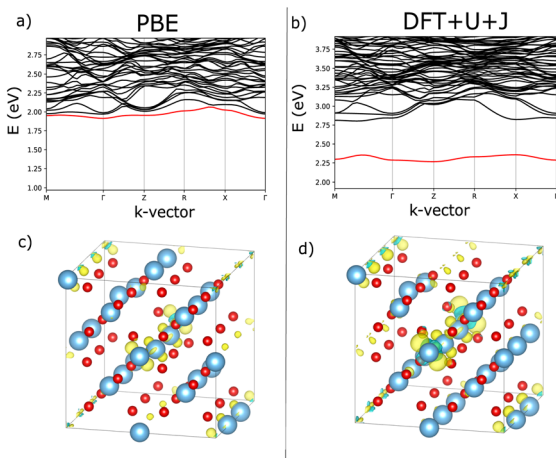 a) PBE
b) DFT+U+J
E (eV)
2.75
2.50
2.25
2.00
1.75
1.50
1.25
1.00
M Γ Z R X Γ
k-vector
E (eV)
3.75
3.50
3.25
3.00
2.75
2.50
2.25
2.00
M Γ Z R X
k-vector
c)
d)